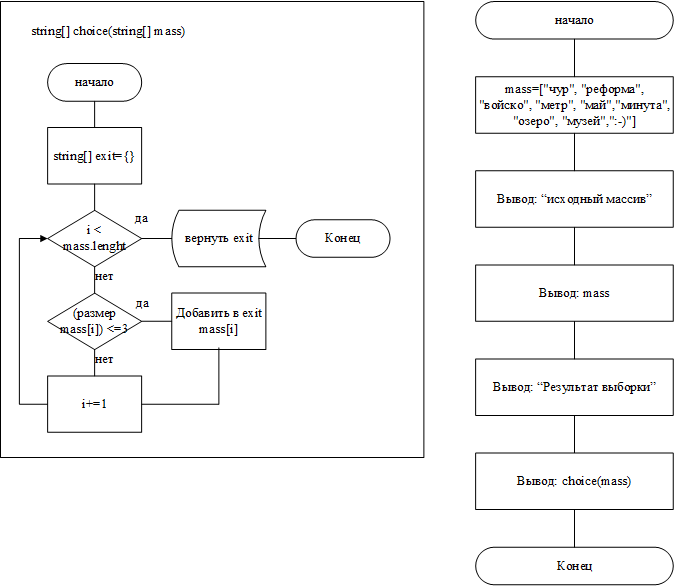 string[] choice(string[] mass)
начало
string[] exit={}
i <
mass.lenght
да
вернуть exit
Конец
нет
(размер
mass[i]) <=3
да
Добавить в exit
mass[i]
нет
i+=1
начало
mass=["чур", "реформа",
"войско", "метр", "май","минута",
"озеро", "музей",":-)"]
Вывод: “исходный массив”
Вывод: mass
Вывод: “Результат выборки”
Вывод: choice(mass)
Конец